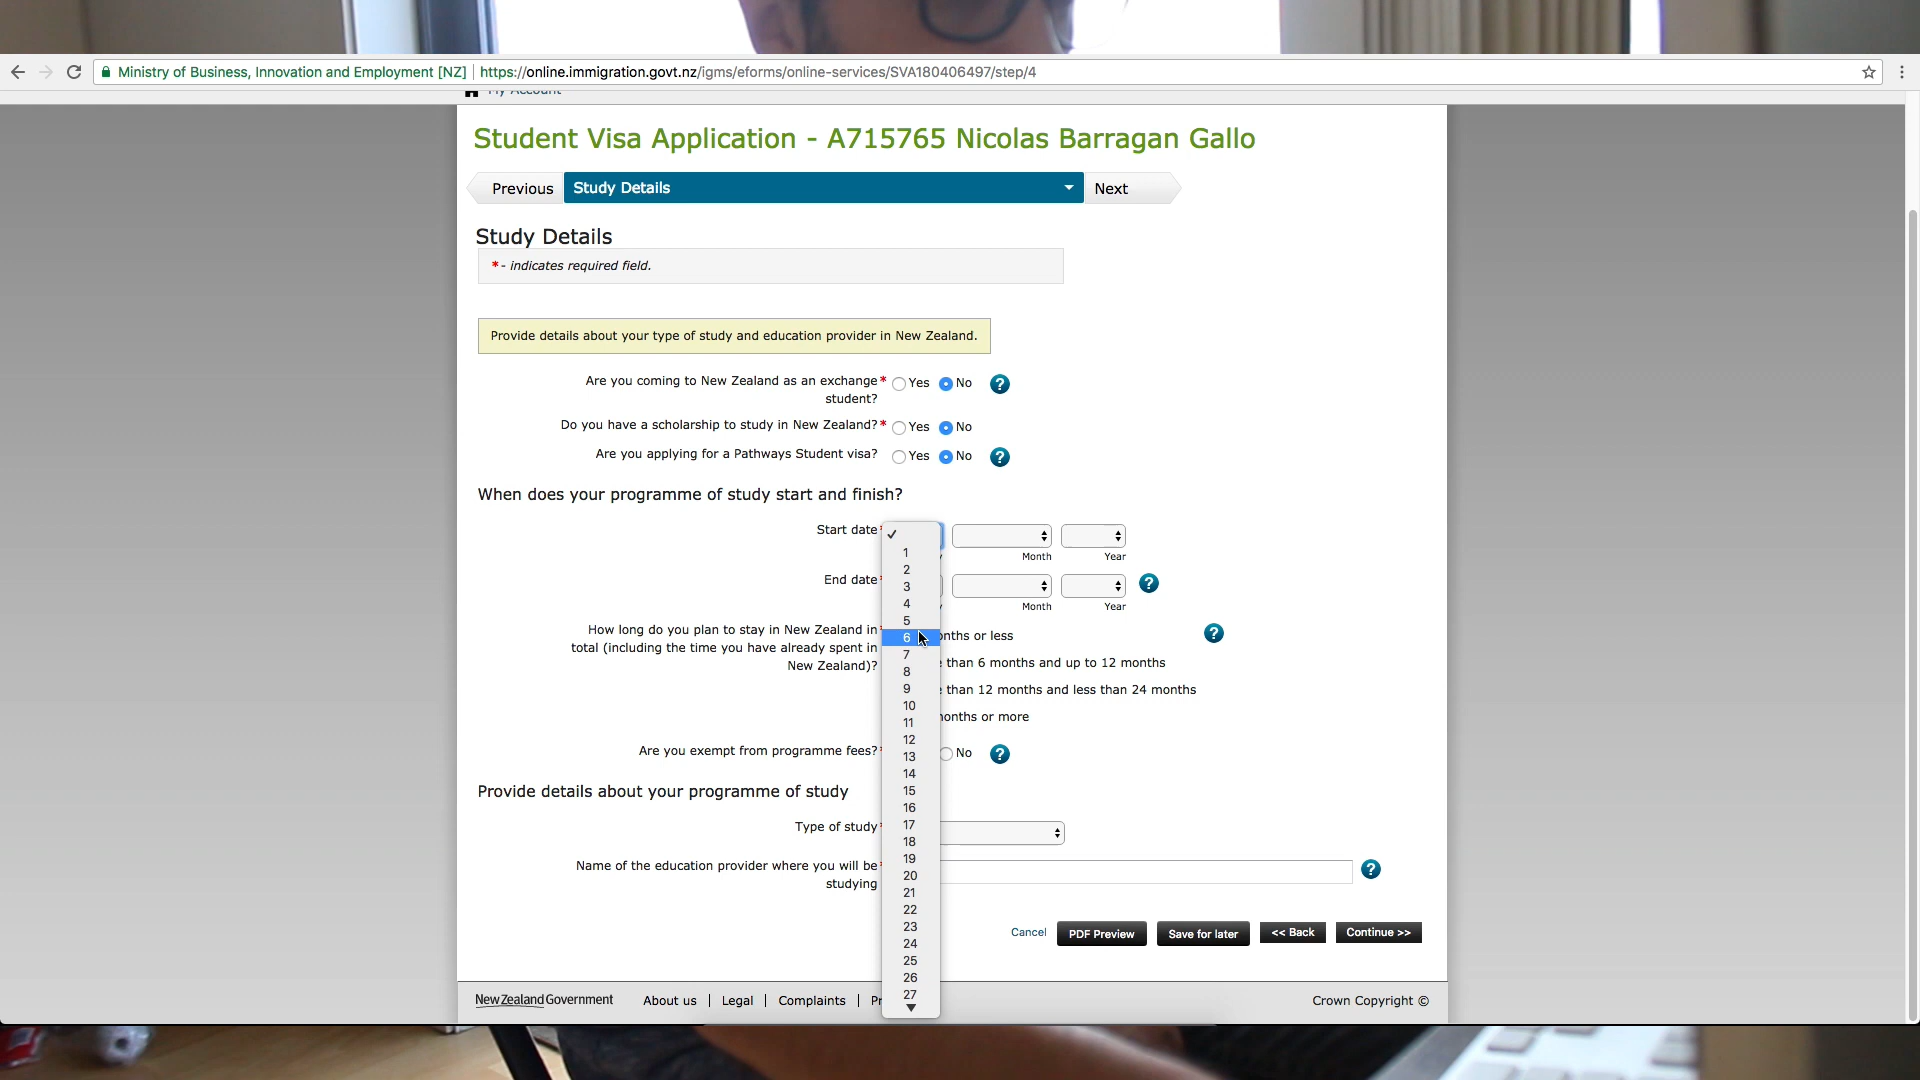 Ministry of Business, Innovation and Employment [NZ] https://online.immigration.govt.nz/igms/eforms/online-services/SVA180406497/step/4
My Account
Student Visa Application - A715765 Nicolas Barragan Gallo
Previous Study Details Next
Study Details
*- indicates required field.
Provide details about your type of study and education provider in New Zealand.
Are you coming to New Zealand as an exchange * Yes No ?
student?
Do you have a scholarship to study in New Zealand? * Yes No
Are you applying for a Pathways Student visa? Yes No ?
When does your programme of study start and finish?
Start date
Month Year
End date ?
Month Year
How long do you plan to stay in New Zealand in onths or less ?
total (including the time you have already spent in than 6 months and up to 12 months
New Zealand)?
than 12 months and less than 24 months
onths or more
Are you exempt from programme fees? No ?
Provide details about your programme of study
Type of study
Name of the education provider where you will be ?
studying
✓
1
2
3
4
5
6
7
8
9
10
11
12
13
14
15
16
17
18
19
20
21
22
23
24
25
26
27
Cancel PDF Preview Save for later << Back Continue >>
NewZealandGovernment About us | Legal | Complaints | Pr Crown Copyright ©